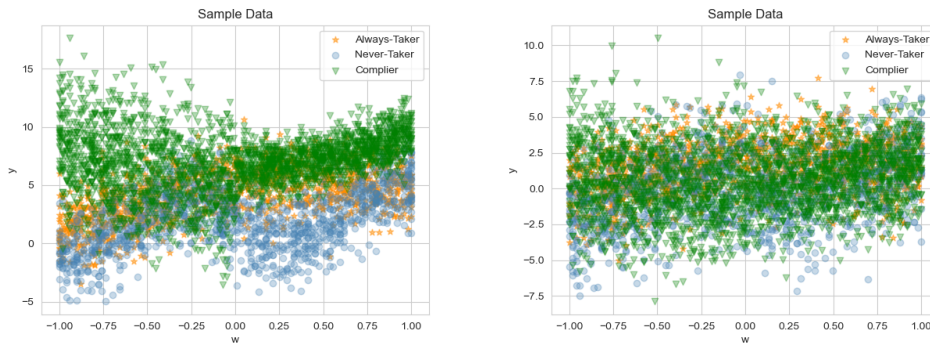 Sample Data
Always-Taker
Never-Taker
Complier
15
10
5
0
−5
y
−1.00 −0.75 −0.50 −0.25 0.00 0.25 0.50 0.75 1.00
w
Sample Data
Always-Taker
Never-Taker
Complier
10.0
7.5
5.0
2.5
0.0
−2.5
−5.0
−7.5
y
−1.00 −0.75 −0.50 −0.25 0.00 0.25 0.50 0.75 1.00
w